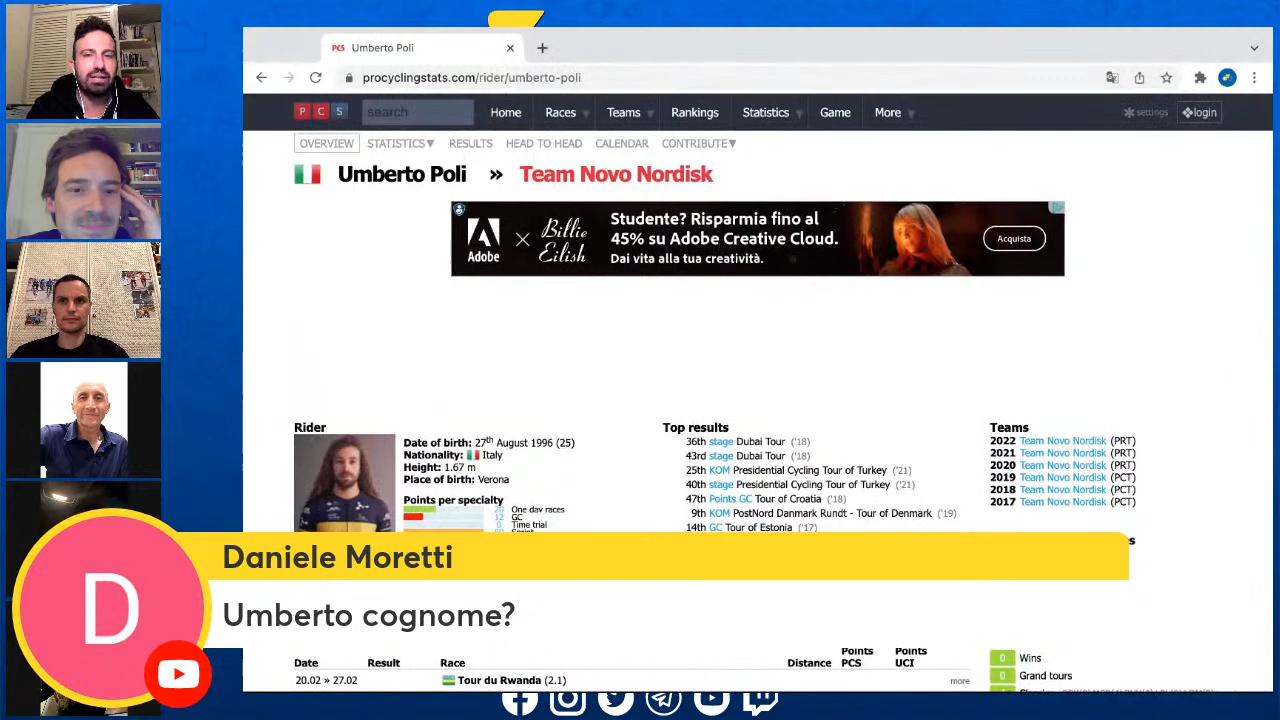 PCS Umberto Poli
procyclingstats.com/rider/umberto-poli
P C S search Home Races Teams Rankings Statistics Game More settings login
OVERVIEW STATISTICS RESULTS HEAD TO HEAD CALENDAR CONTRIBUTE
Umberto Poli » Team Novo Nordisk
Adobe × Billie Eilish
Studente? Risparmia fino al
45% su Adobe Creative Cloud.
Dai vita alla tua creatività.
Acquista
Rider
Date of birth: 27th August 1996 (25)
Nationality: Italy
Height: 1.67 m
Place of birth: Verona
Points per specialty
20 One day races
12 GC
0 Time trial
Top results
36th stage Dubai Tour ('18)
43rd stage Dubai Tour ('18)
25th KOM Presidential Cycling Tour of Turkey ('21)
40th stage Presidential Cycling Tour of Turkey ('21)
47th Points GC Tour of Croatia ('18)
9th KOM PostNord Danmark Rundt - Tour of Denmark ('19)
14th GC Tour of Estonia ('17)
Teams
2022 Team Novo Nordisk (PRT)
2021 Team Novo Nordisk (PRT)
2020 Team Novo Nordisk (PRT)
2019 Team Novo Nordisk (PCT)
2018 Team Novo Nordisk (PCT)
2017 Team Novo Nordisk (PCT)
D
Daniele Moretti
Umberto cognome?
Date Result Race Distance Points PCS Points UCI
20.02 » 27.02 Tour du Rwanda (2.1) more
0 Wins
0 Grand tours